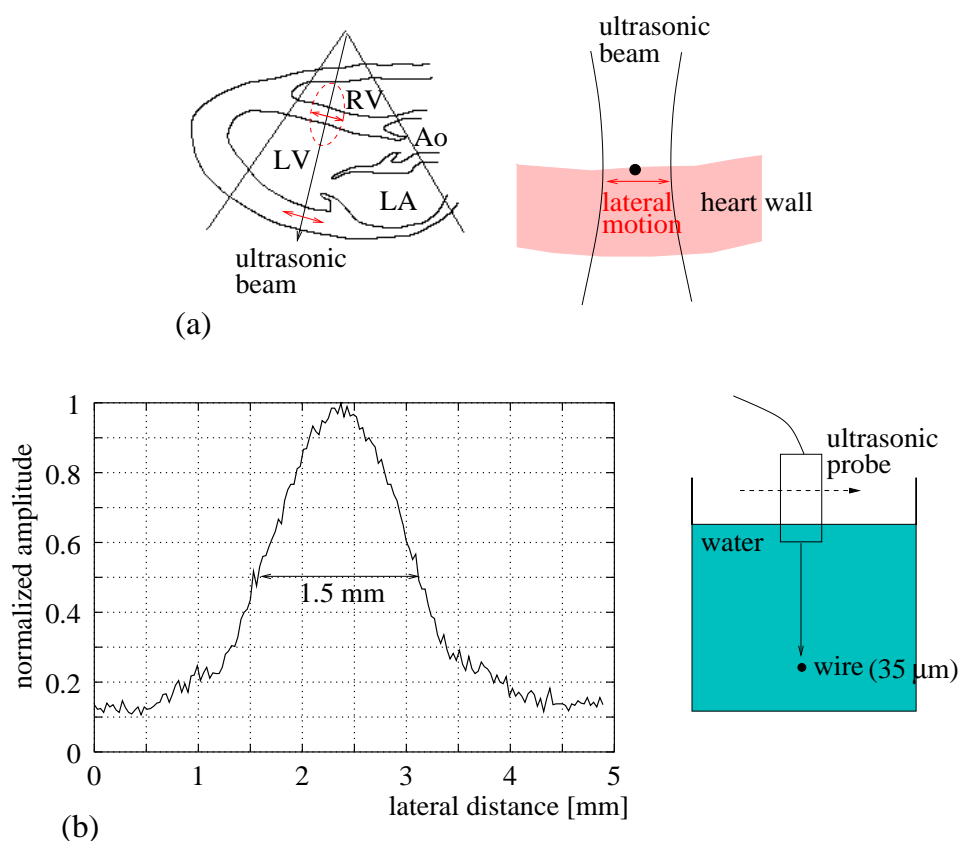 ultrasonic
beam
RV
Ao
LV
LA
ultrasonic
beam
lateral
motion
heart wall
(a)
normalized amplitude
1
0.8
0.6
0.4
0.2
0
1.5 mm
0 1 2 3 4 5
lateral distance [mm]
ultrasonic
probe
water
wire (35 μm)
(b)